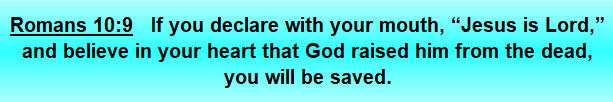 Romans 10:9   If you declare with your mouth, “Jesus is Lord,”
and believe in your heart that God raised him from the dead,
you will be saved.